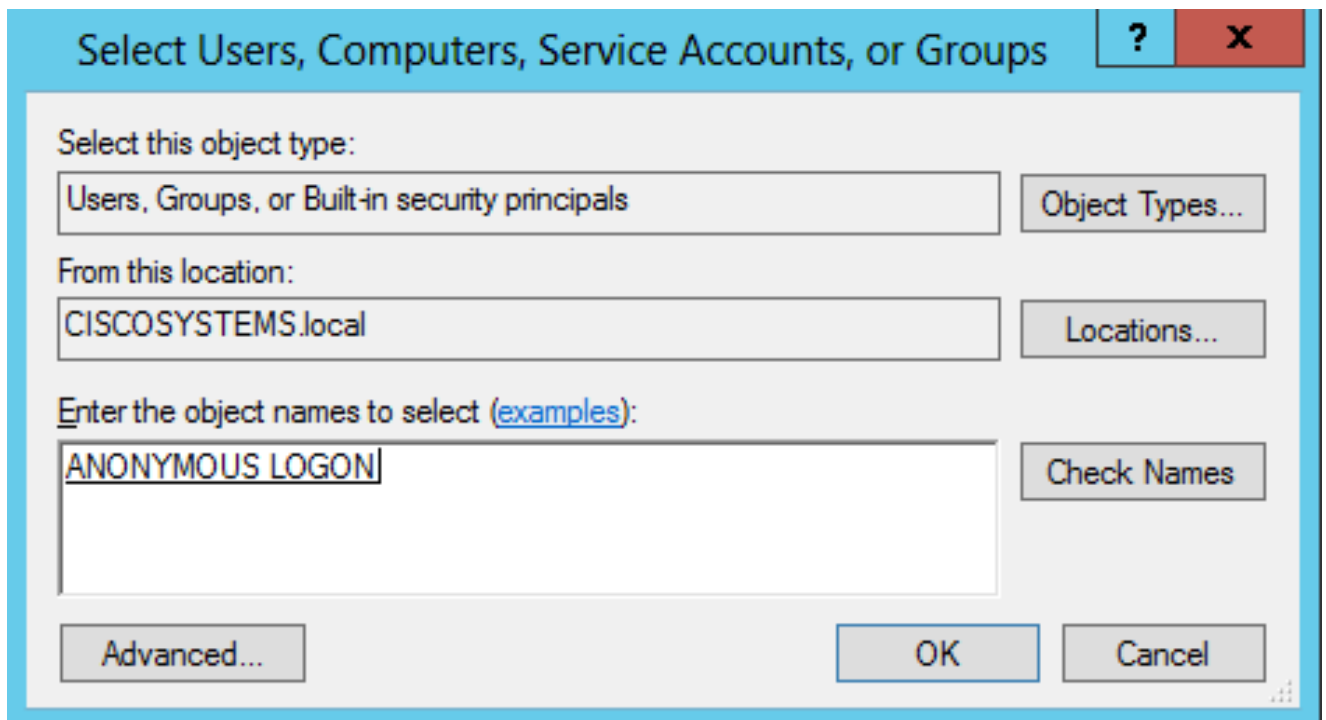 Select Users, Computers, Service Accounts, or Groups
?
x
Select this object type:
Users, Groups, or Built-in security principals
Object Types...
From this location:
CISCOSYSTEMS.local
Locations...
Enter the object names to select (examples):
ANONYMOUS LOGON
Check Names
Advanced...
OK
Cancel